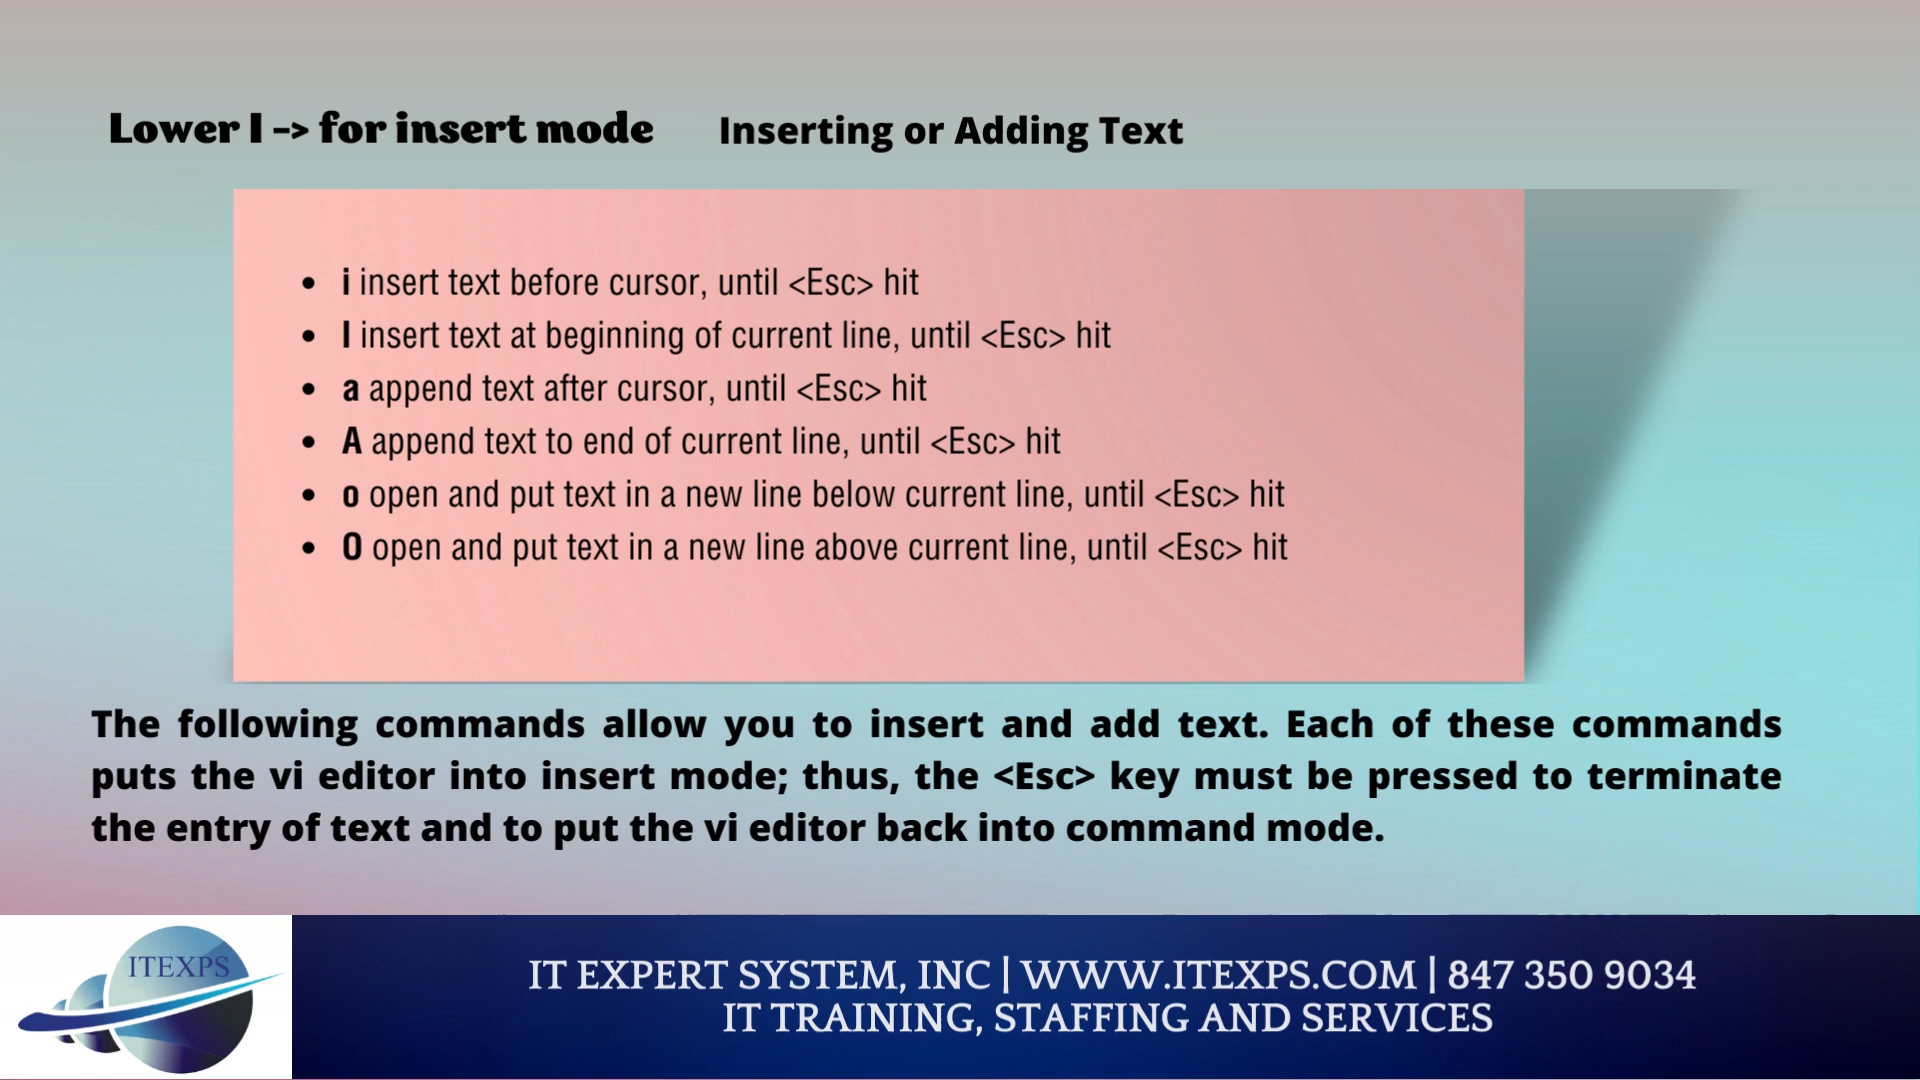 Lower I -> for insert mode
Inserting or Adding Text
• i insert text before cursor, until <Esc> hit
• I insert text at beginning of current line, until <Esc> hit
• a append text after cursor, until <Esc> hit
• A append text to end of current line, until <Esc> hit
• o open and put text in a new line below current line, until <Esc> hit
• O open and put text in a new line above current line, until <Esc> hit
The following commands allow you to insert and add text. Each of these commands
puts the vi editor into insert mode; thus, the <Esc> key must be pressed to terminate
the entry of text and to put the vi editor back into command mode.
ITEXPS
IT EXPERT SYSTEM, INC | WWW.ITEXPS.COM | 847 350 9034
IT TRAINING, STAFFING AND SERVICES